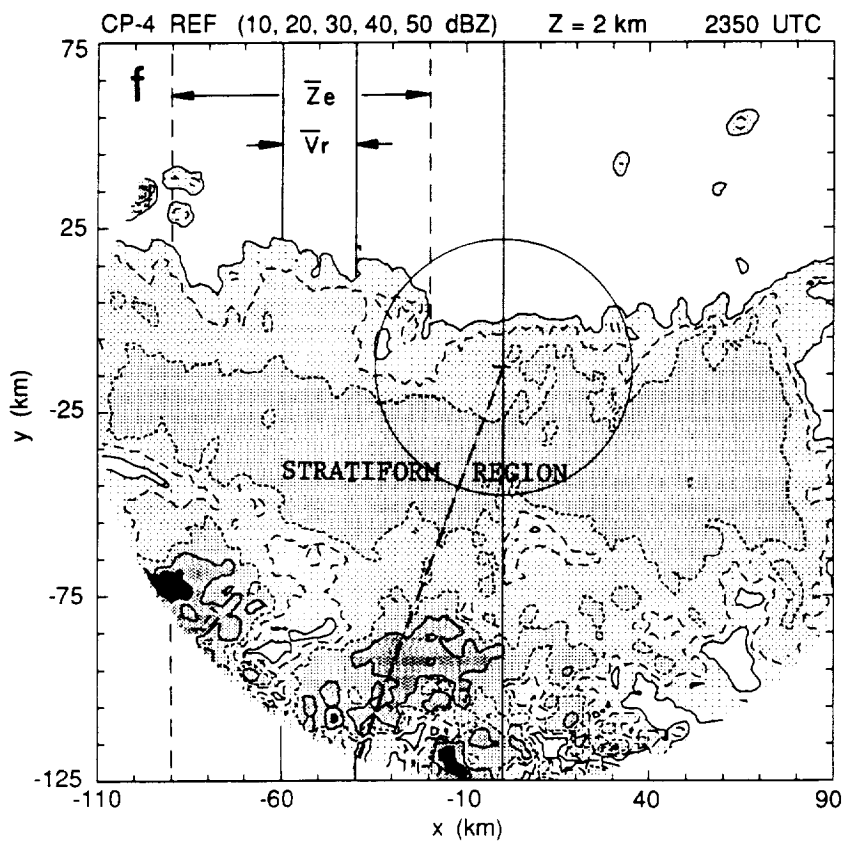 CP-4 REF (10, 20, 30, 40, 50 dBZ) Z = 2 km 2350 UTC
75
f
Z̅e
V̅r
25
y (km)
-25
STRATIFORM REGION
-75
-125
-110 -60 -10 40 90
x (km)